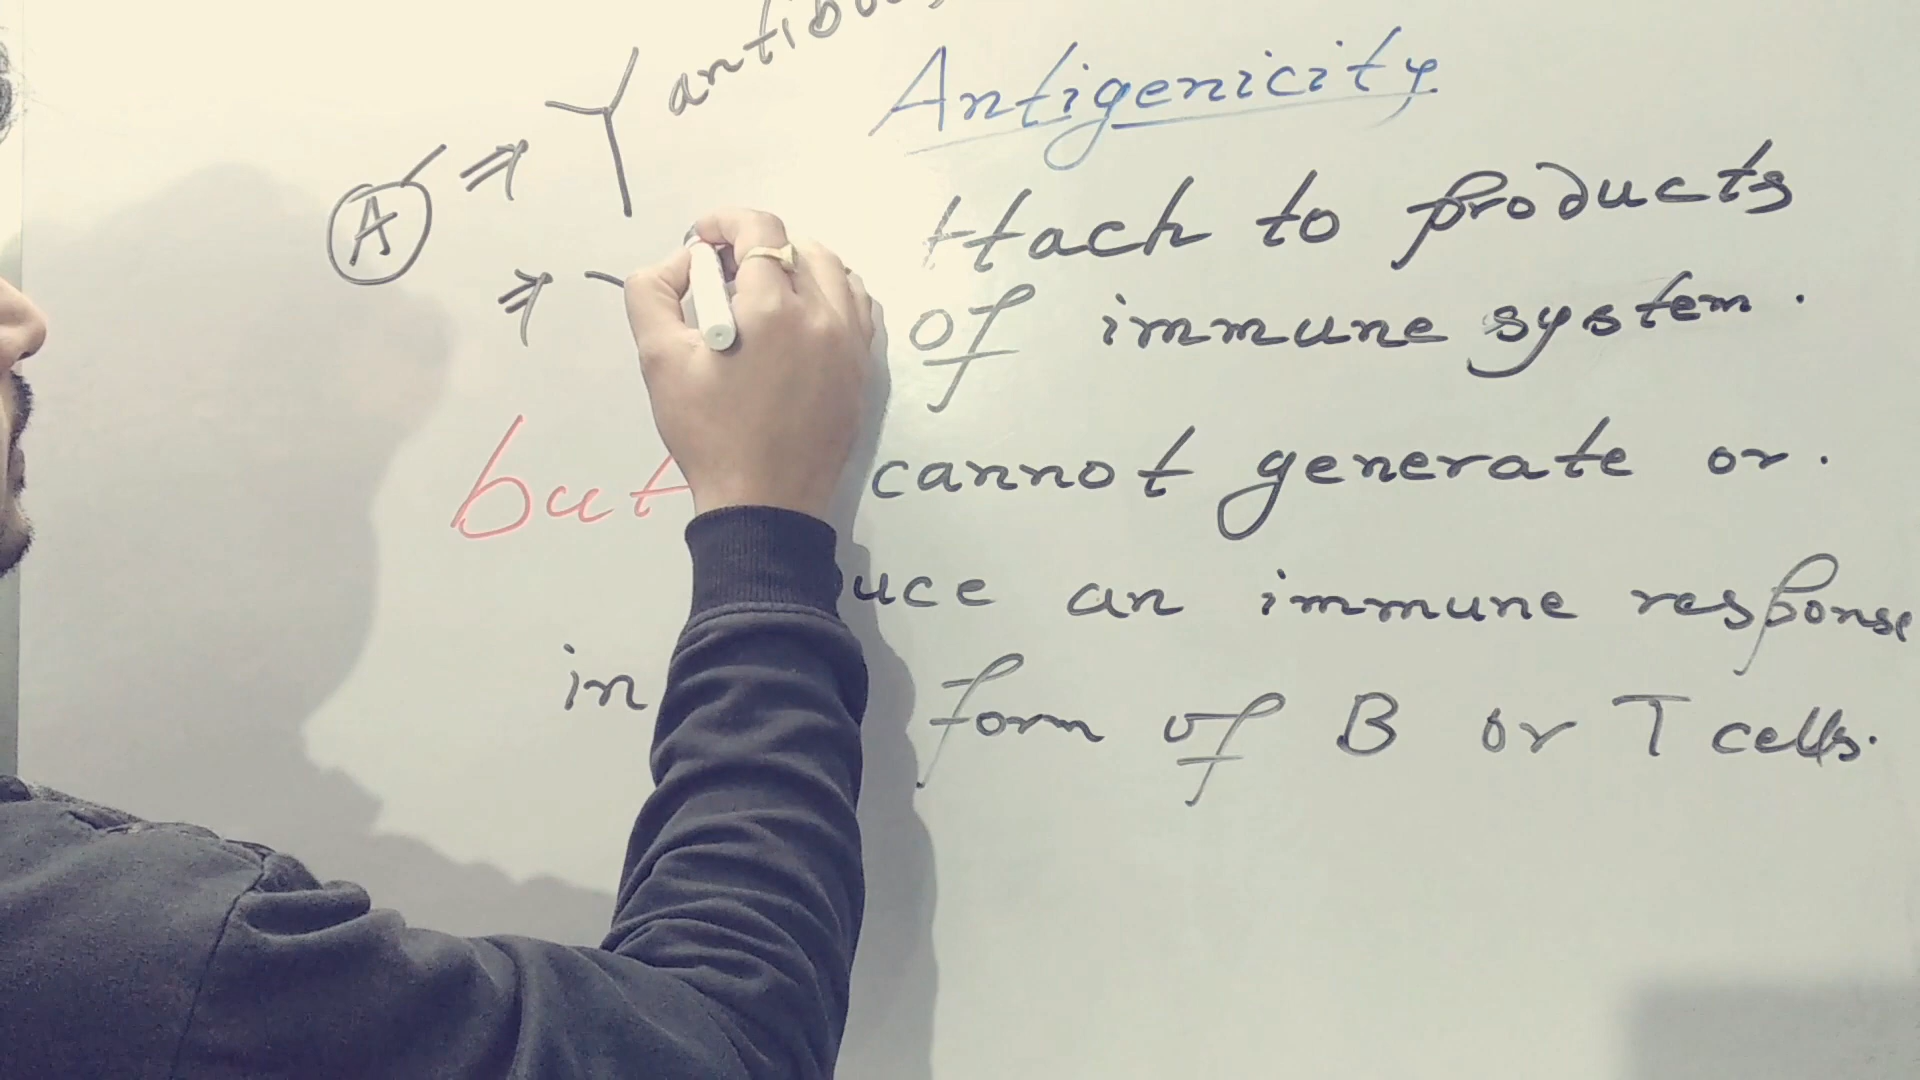 Antigenicity
A
ttach to products
of immune system.
but cannot generate or.
uce an immune response
in form of B or T cells.